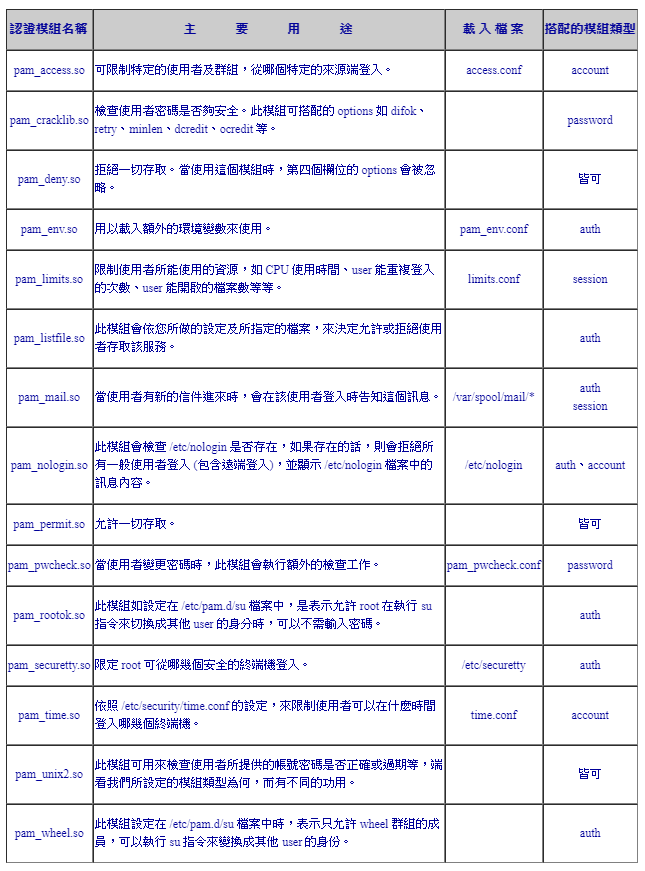 認證模組名稱 主 要 用 途 載 入 檔 案 搭配的模組類型
pam_access.so 可限制特定的使用者及群組，從哪個特定的來源端登入。 access.conf account
pam_cracklib.so 檢查使用者密碼是否夠安全。此模組可搭配的 options 如 difok、
retry、minlen、dcredit、ocredit 等。 password
pam_deny.so 拒絕一切存取。當使用這個模組時，第四個欄位的 options 會被忽
略。 皆可
pam_env.so 用以載入額外的環境變數來使用。 pam_env.conf auth
pam_limits.so 限制使用者所能使用的資源，如 CPU 使用時間、user 能重複登入
的次數、user 能開啟的檔案數等等。 limits.conf session
pam_listfile.so 此模組會依您所做的設定及所指定的檔案，來決定允許或拒絕使用
者存取該服務。 auth
pam_mail.so 當使用者有新的信件進來時，會在該使用者登入時告知這個訊息。 /var/spool/mail/* auth
session
pam_nologin.so 此模組會檢查 /etc/nologin 是否存在，如果存在的話，則會拒絕所
有一般使用者登入 (包含遠端登入)，並顯示 /etc/nologin 檔案中的
訊息內容。 /etc/nologin auth、account
pam_permit.so 允許一切存取。 皆可
pam_pwcheck.so 當使用者變更密碼時，此模組會執行額外的檢查工作。 pam_pwcheck.conf password
pam_rootok.so 此模組如設定在 /etc/pam.d/su 檔案中，是表示允許 root 在執行 su
指令來切換成其他 user 的身分時，可以不需輸入密碼。 auth
pam_securetty.so 限定 root 可從哪幾個安全的終端機登入。 /etc/securetty auth
pam_time.so 依照 /etc/security/time.conf 的設定，來限制使用者可以在什麼時間
登入哪幾個終端機。 time.conf account
pam_unix2.so 此模組可用來檢查使用者所提供的帳號密碼是否正確或過期等，端
看我們所設定的模組類型為何，而有不同的功用。 皆可
pam_wheel.so 此模組設定在 /etc/pam.d/su 檔案中時，表示只允許 wheel 群組的成
員，可以執行 su 指令來變換成其他 user 的身份。 auth